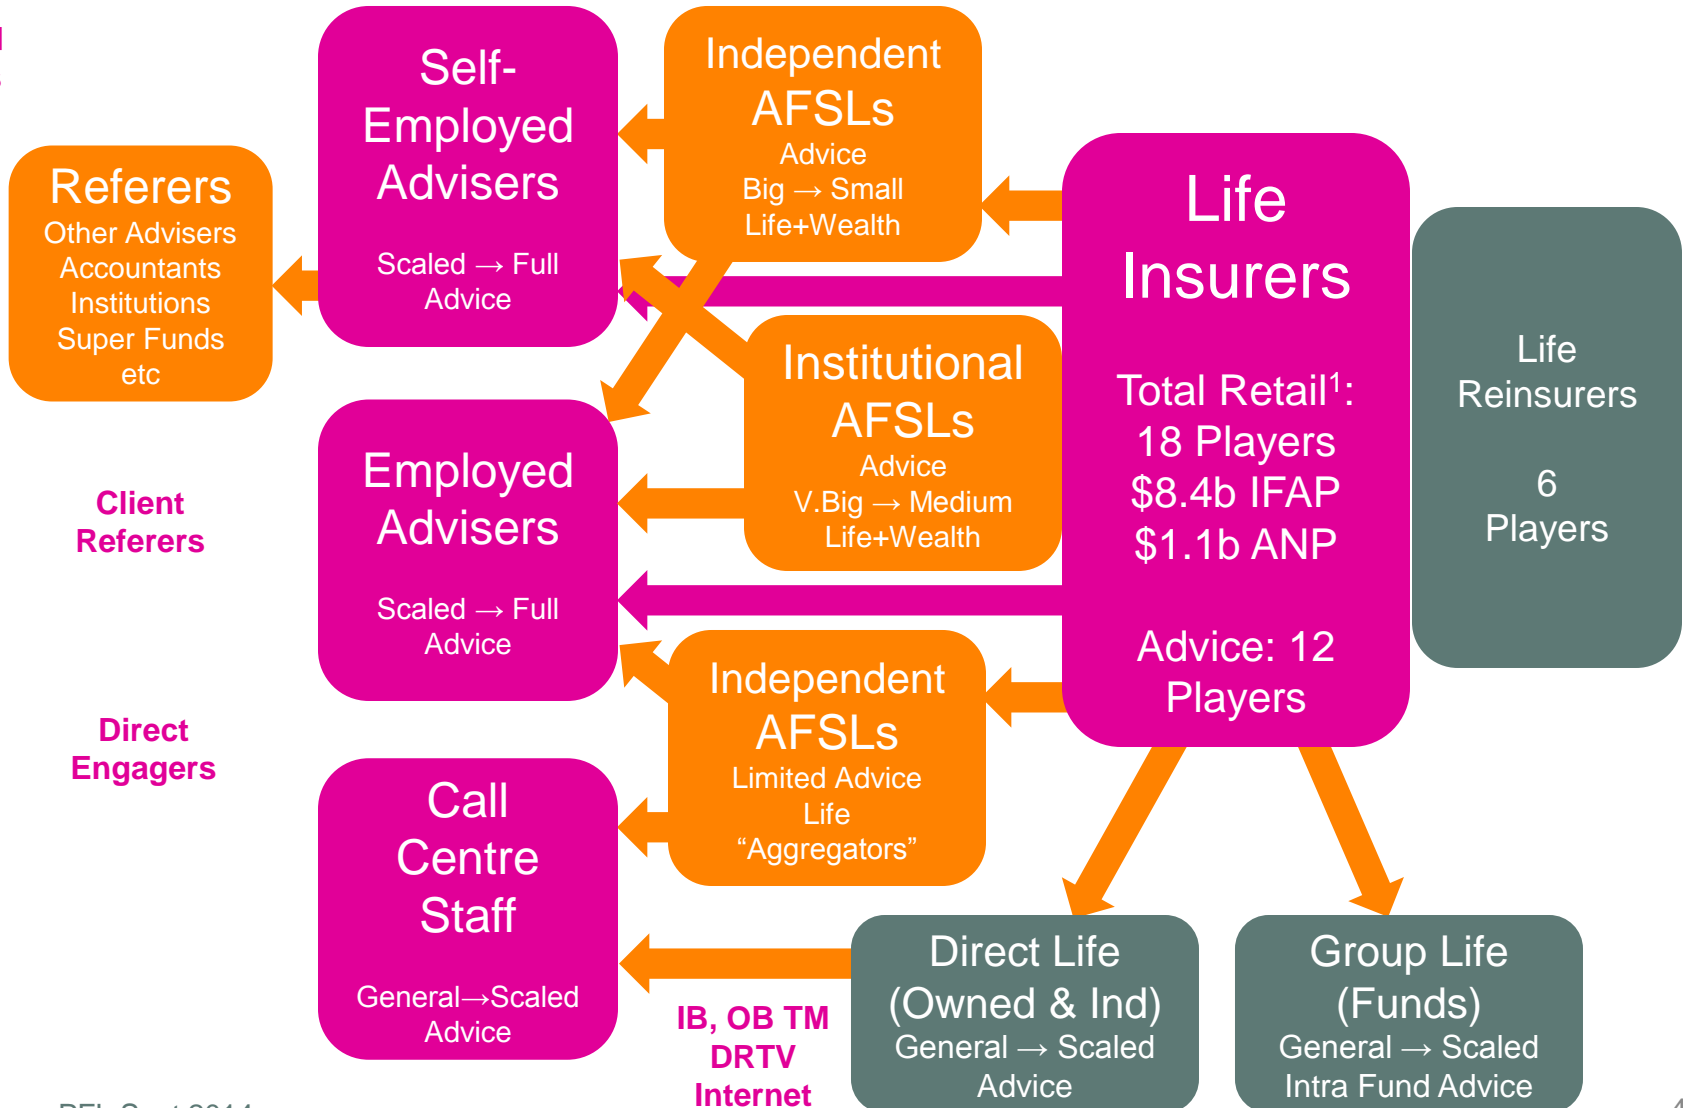 Self-
Employed
Advisers
Scaled → Full
Advice
Independent
AFSLs
Advice
Big → Small
Life+Wealth
Referers
Other Advisers
Accountants
Institutions
Super Funds
etc
Life
Insurers
Total Retail¹:
18 Players
$8.4b IFAP
$1.1b ANP
Advice: 12
Players
Life
Reinsurers
6
Players
Institutional
AFSLs
Advice
V.Big → Medium
Life+Wealth
Employed
Advisers
Scaled → Full
Advice
Client
Referers
Independent
AFSLs
Limited Advice
Life
“Aggregators”
Direct
Engagers
Call
Centre
Staff
General→Scaled
Advice
IB, OB TM
DRTV
Internet
Direct Life
(Owned & Ind)
General → Scaled
Advice
Group Life
(Funds)
General → Scaled
Intra Fund Advice